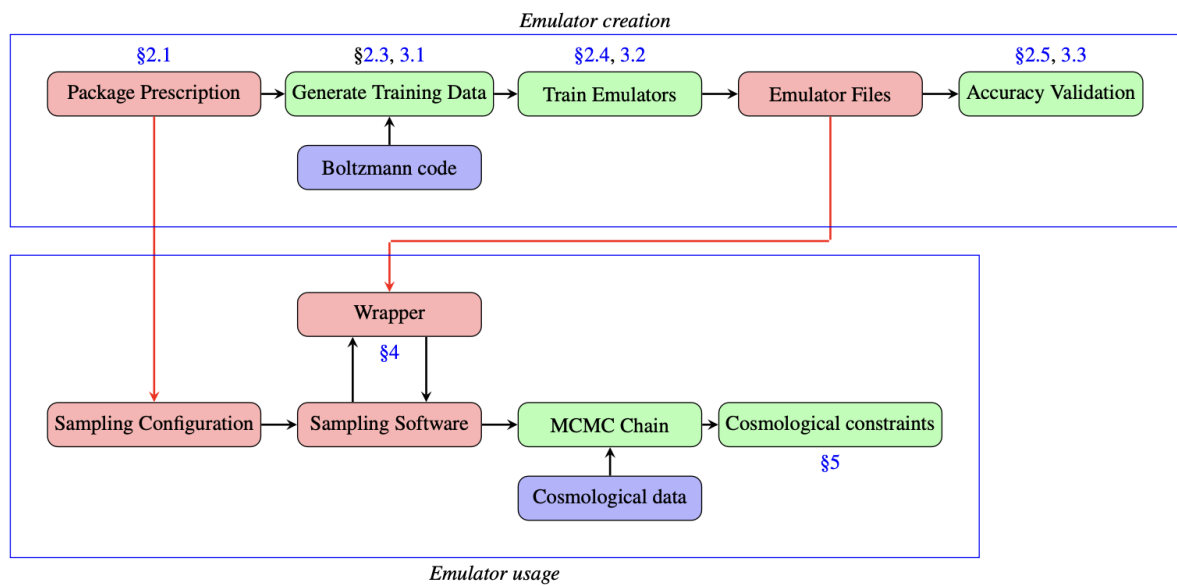 Emulator creation
§2.1
§2.3, 3.1
§2.4, 3.2
§2.5, 3.3
Package Prescription
Generate Training Data
Train Emulators
Emulator Files
Accuracy Validation
Boltzmann code
Wrapper
§4
Sampling Configuration
Sampling Software
MCMC Chain
Cosmological constraints
§5
Cosmological data
Emulator usage